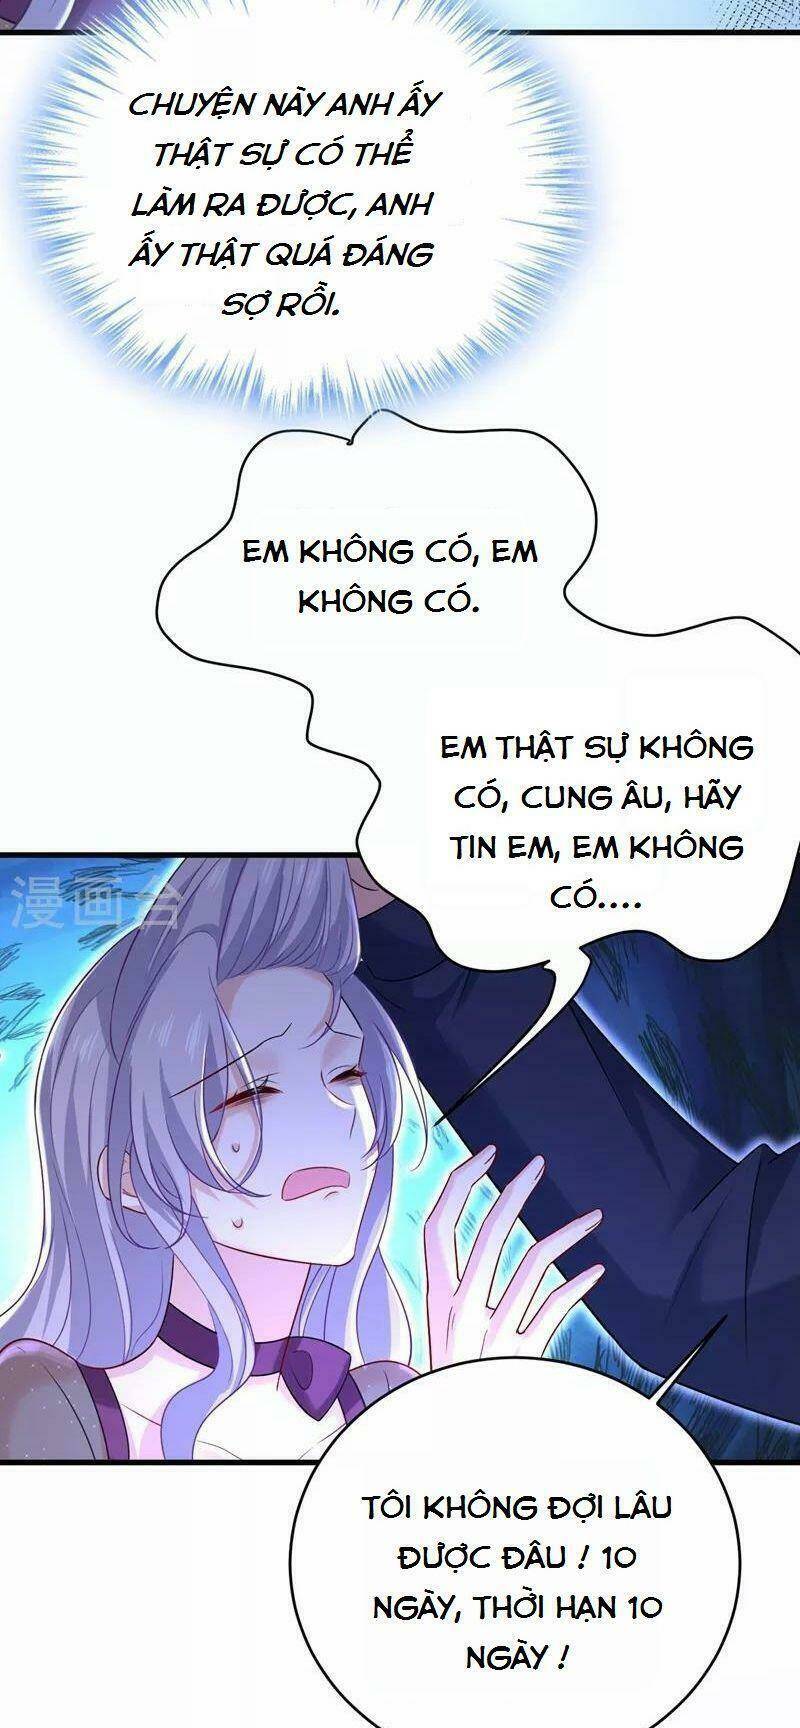 CHUYỆN NÀY ANH ẤY
THẬT SỰ CÓ THỂ
LÀM RA ĐƯỢC, ANH
ẤY THẬT QUÁ ĐÁNG
SỢ RỒI.
EM KHÔNG CÓ, EM
KHÔNG CÓ.
EM THẬT SỰ KHÔNG
CÓ, CUNG ÂU, HÃY
TIN EM, EM KHÔNG
CÓ....
漫画台
TÔI KHÔNG ĐỢI LÂU
ĐƯỢC ĐÂU ! 10
NGÀY, THỜI HẠN 10
NGÀY !